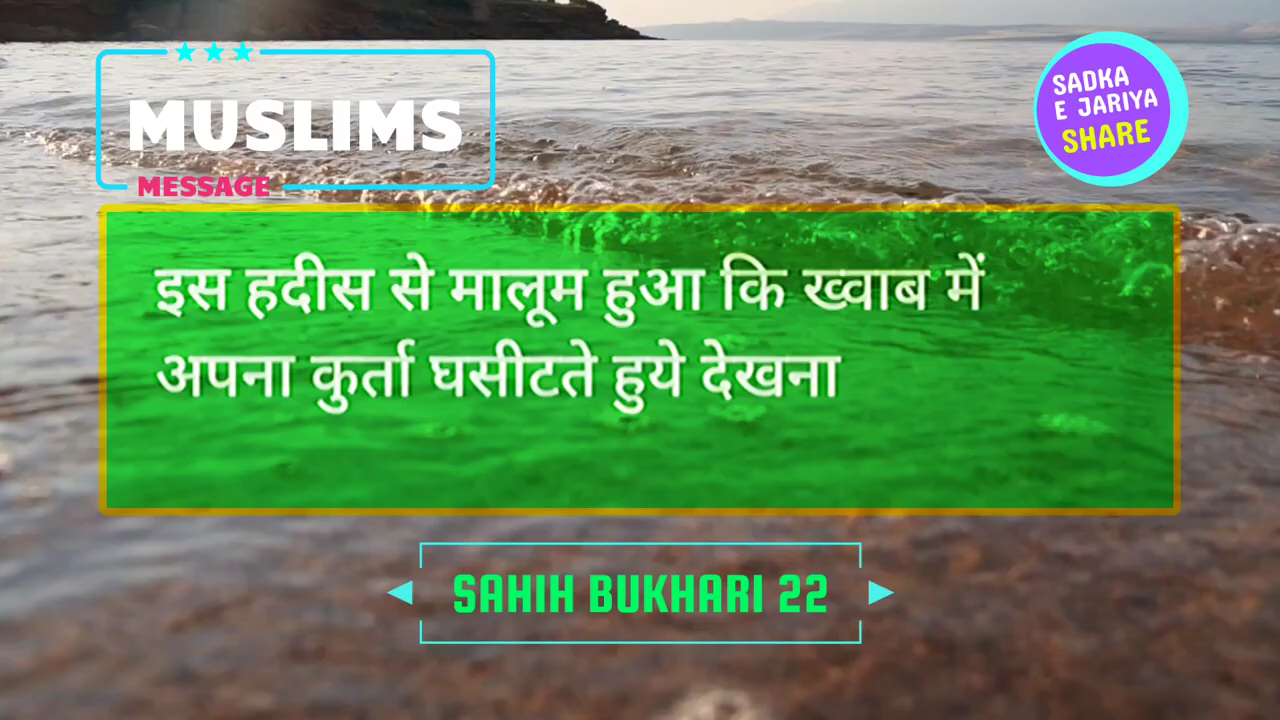 MUSLIMS
MESSAGE
SADKA
E JARIYA
SHARE
इस हदीस से मालूम हुआ कि ख्वाब में
अपना कुर्ता घसीटते हुये देखना
SAHIH BUKHARI 22